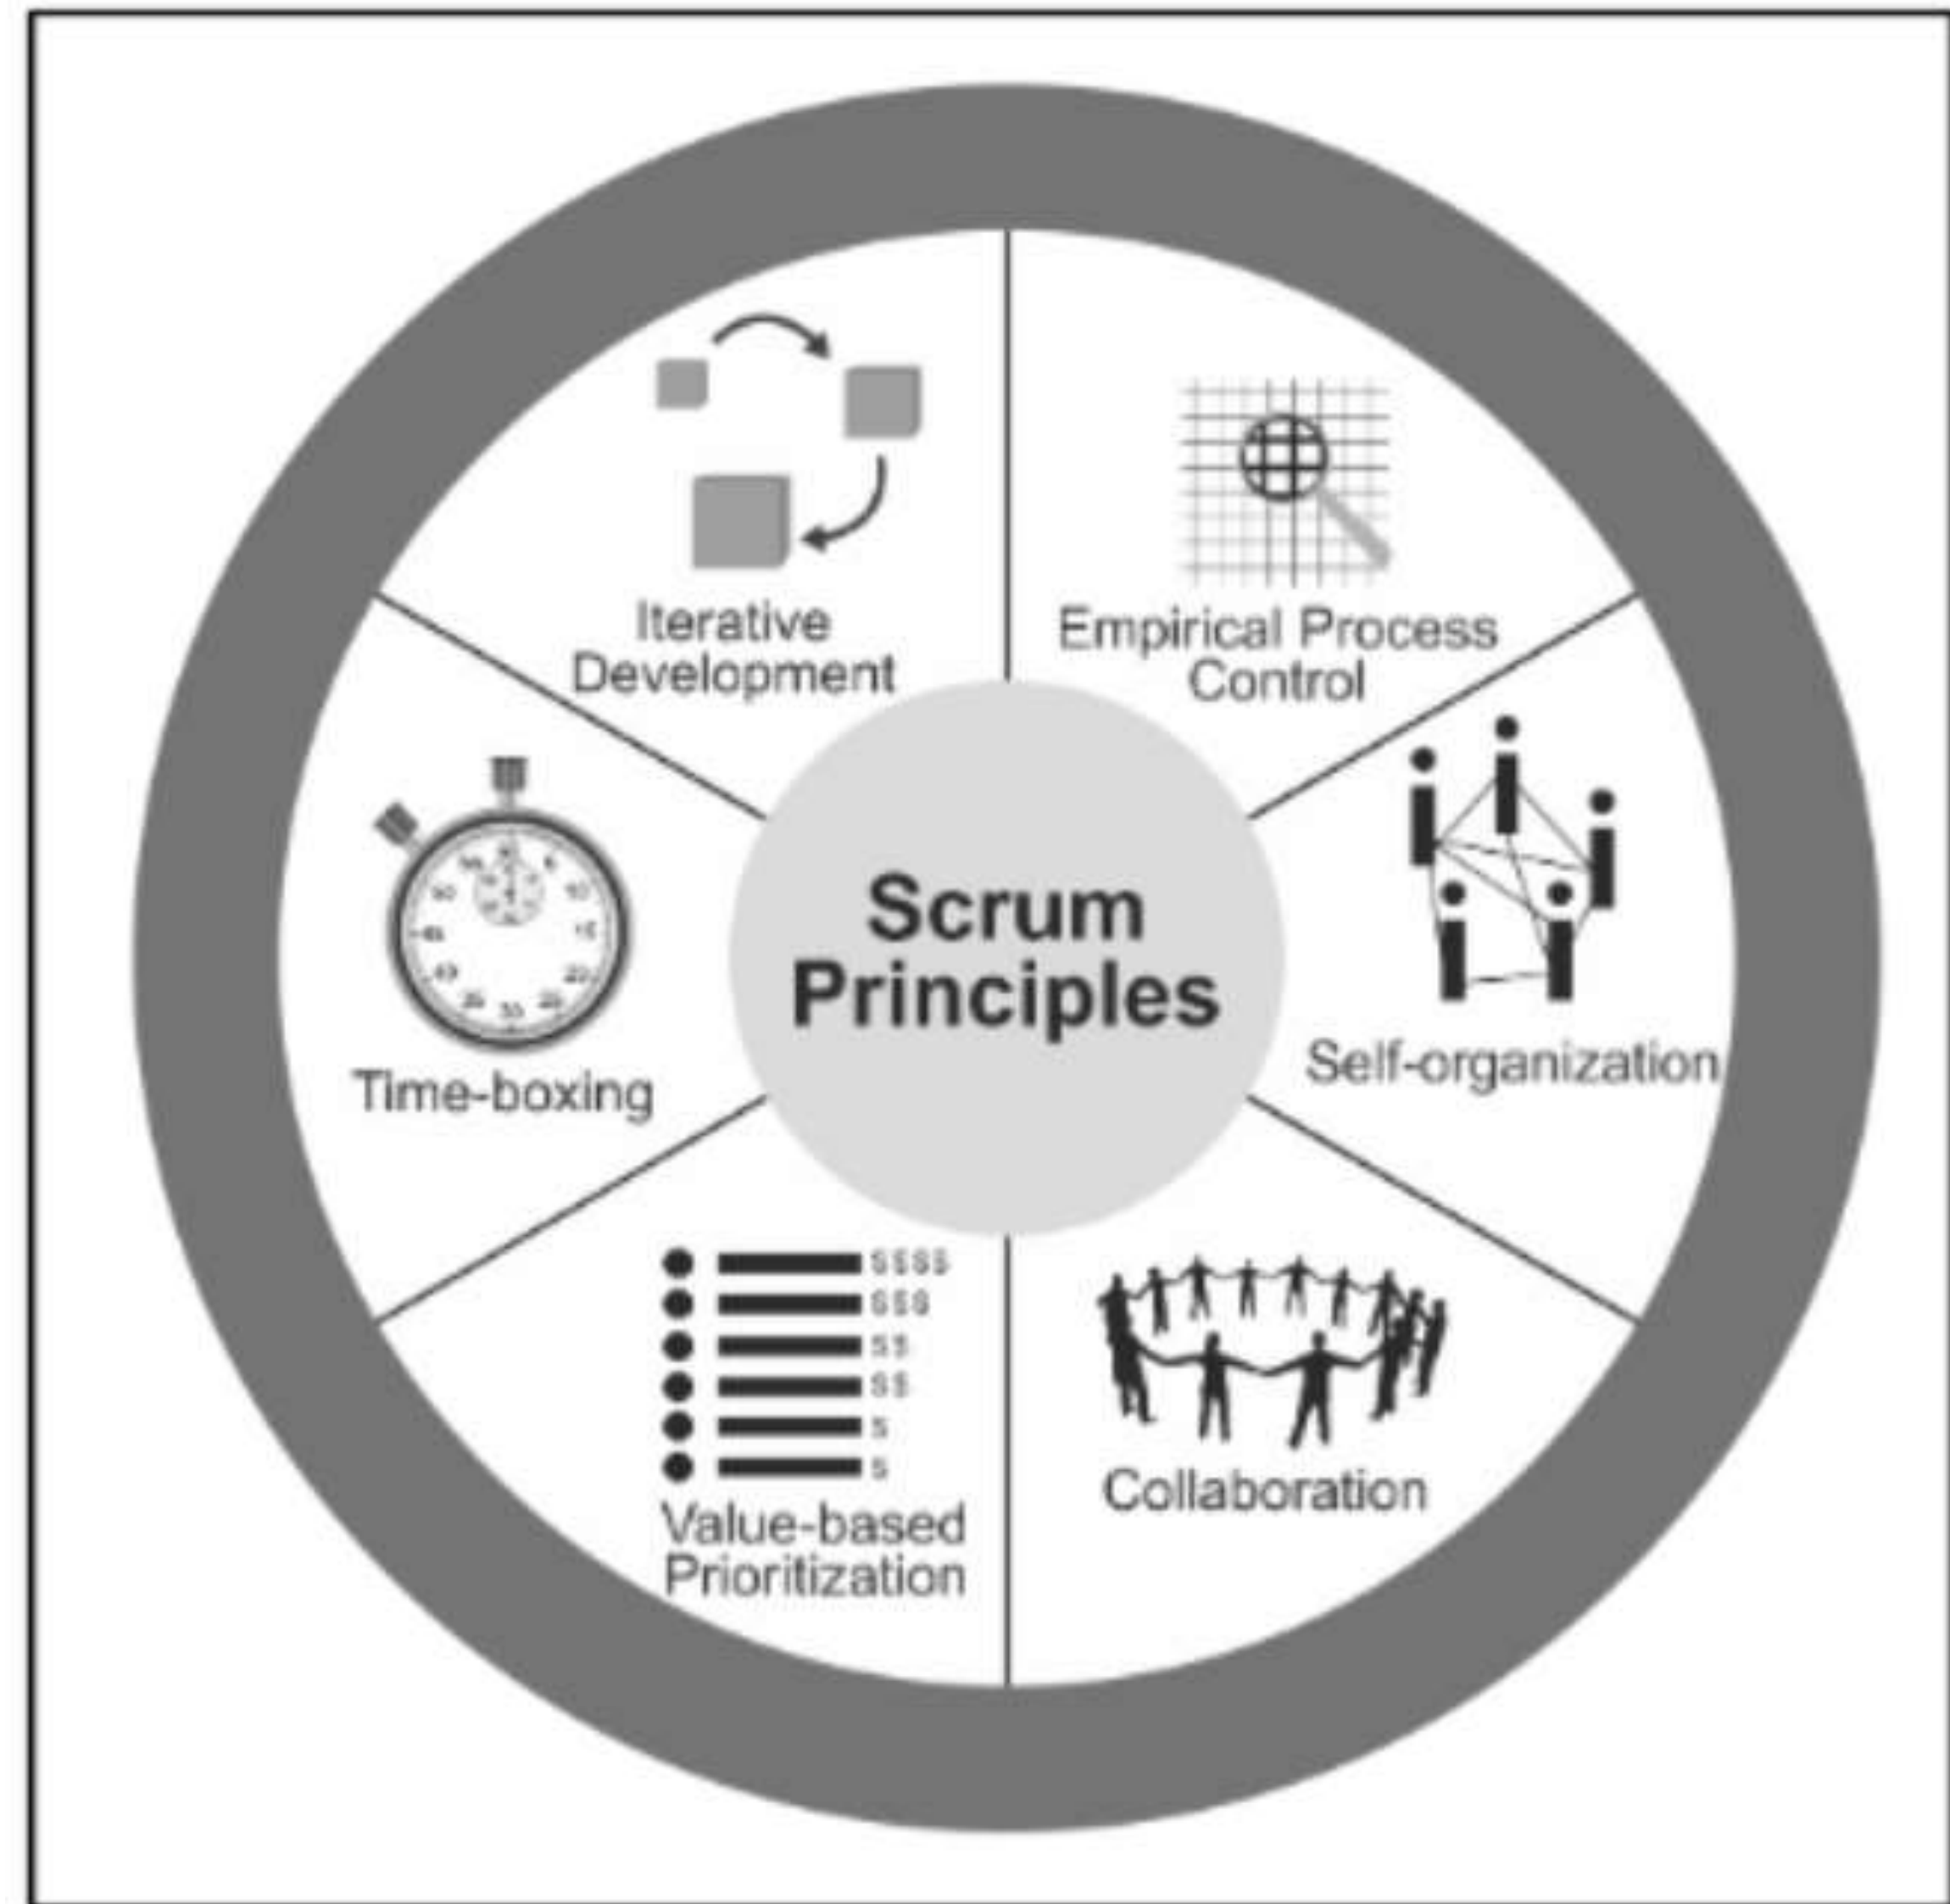 Iterative
Development
Empirical Process
Control
Scrum
Principles
Self-organization
Time-boxing
$$$$
$$$
$$
$$
$
$
Value-based
Prioritization
Collaboration